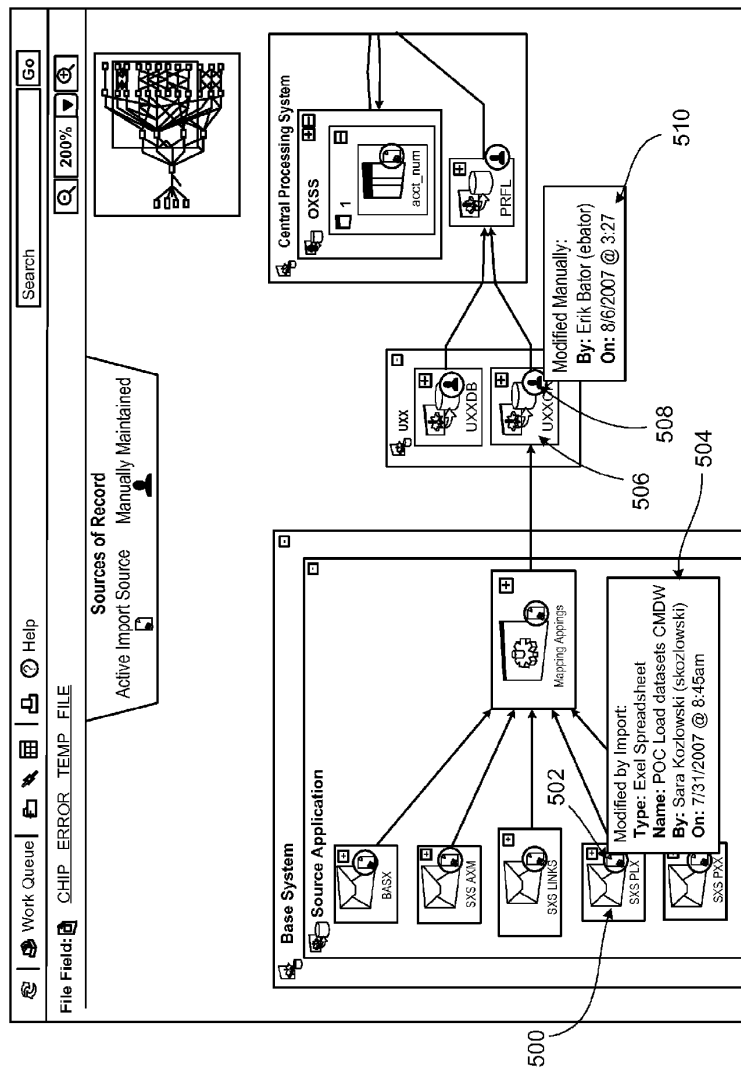 Work Queue
Help
Search
Go
File Field:
CHIP ERROR TEMP FILE
200%
Sources of Record
Active Import Source
Manually Maintained
Base System
Source Application
BASX
SXS AXM
SXS LINKS
SXS PLX
SXS PXX
Mapping Appings
UXX
UXXDB
Central Processing System
OXSS
1
acct_num
PRFL
Modified by Import:
Type: Exel Spreadsheet
Name: POC Load datasets CMDW
By: Sara Kozlowski (skozlowski)
On: 7/31/2007 @ 8:45am
Modified Manually:
By: Erik Bator (ebator)
On: 8/6/2007 @ 3:27
500
502
504
506
508
510